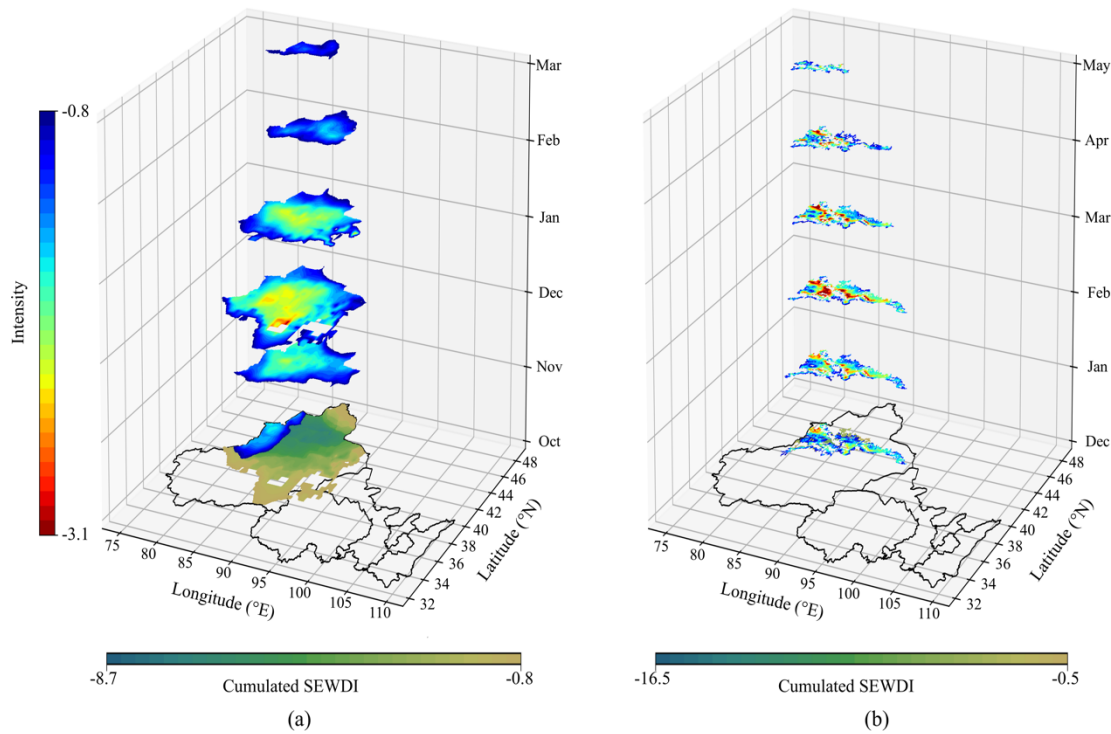 -0.8
Intensity
-3.1
Mar
Feb
Jan
Dec
Nov
Oct
48
46
44
42
40
38
36
34
32
Latitude (°N)
75
80
85
90
95
100
105
110
Longitude (°E)
-8.7
-0.8
Cumulated SEWDI
(a)
May
Apr
Mar
Feb
Jan
Dec
48
46
44
42
40
38
36
34
32
Latitude (°N)
75
80
85
90
95
100
105
110
Longitude (°E)
-16.5
-0.5
Cumulated SEWDI
(b)